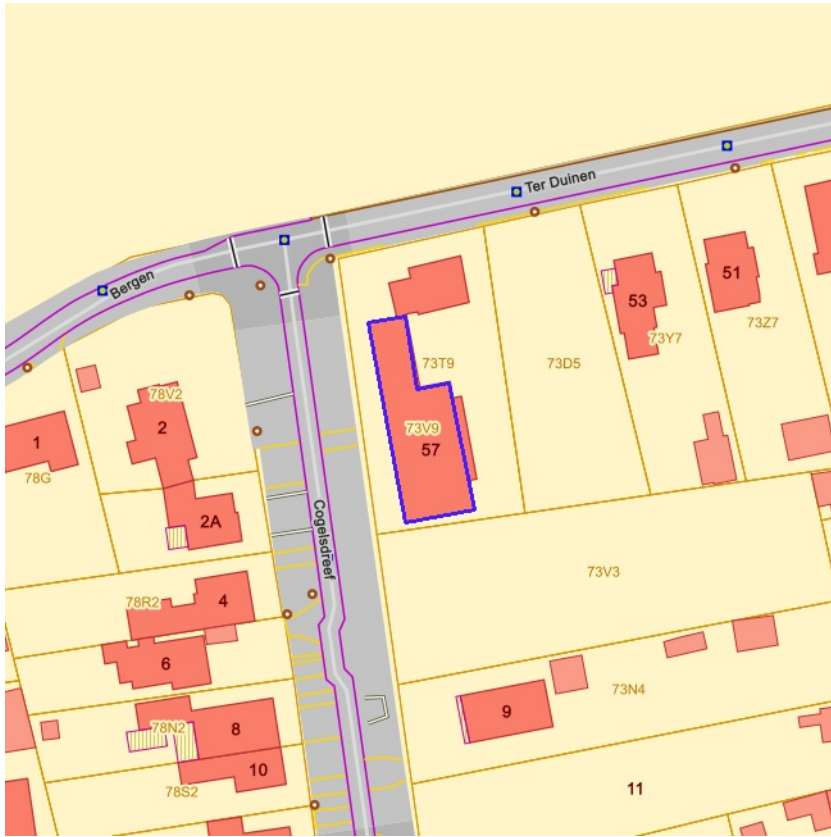 Ter Duinen
Bergen
51
53
73Z7
73Y7
73T9
73D5
78V2
2
73V9
57
1
78G
2A
Cogelsdreef
73V3
78R2
4
6
73N4
9
78N2
8
10
78S2
11